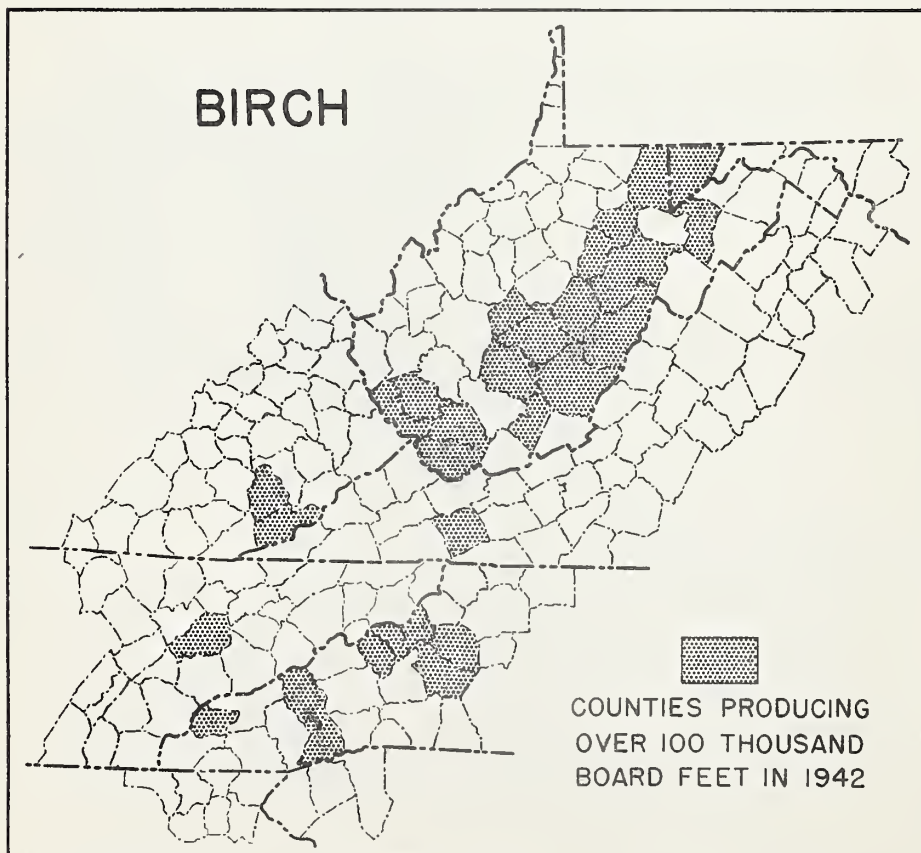 BIRCH
COUNTIES PRODUCING
OVER 100 THOUSAND
BOARD FEET IN 1942